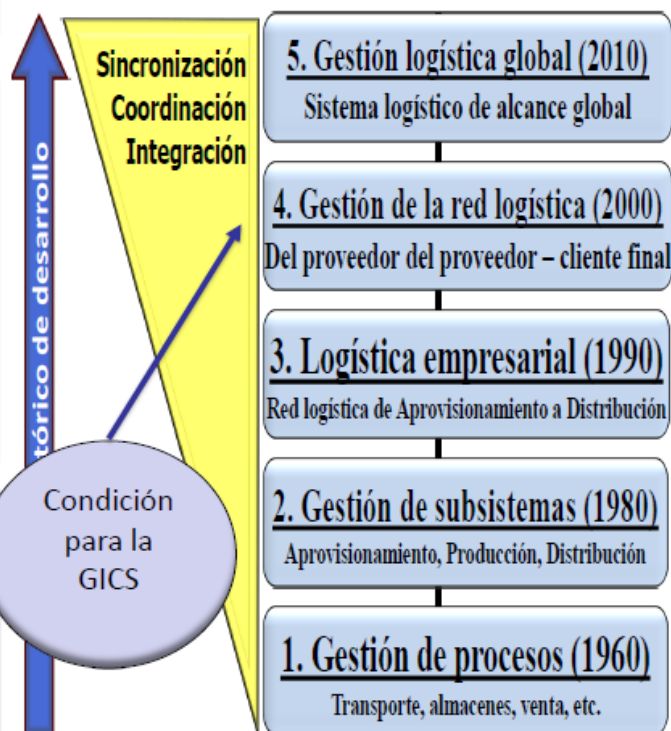 Sincronización
Coordinación
Integración
5. Gestión logística global (2010)
Sistema logístico de alcance global
4. Gestión de la red logística (2000)
Del proveedor del proveedor – cliente final
3. Logística empresarial (1990)
Red logística de Aprovisionamiento a Distribución
2. Gestión de subsistemas (1980)
Aprovisionamiento, Producción, Distribución
1. Gestión de procesos (1960)
Transporte, almacenes, venta, etc.
tórico de desarrollo
Condición
para la
GICS